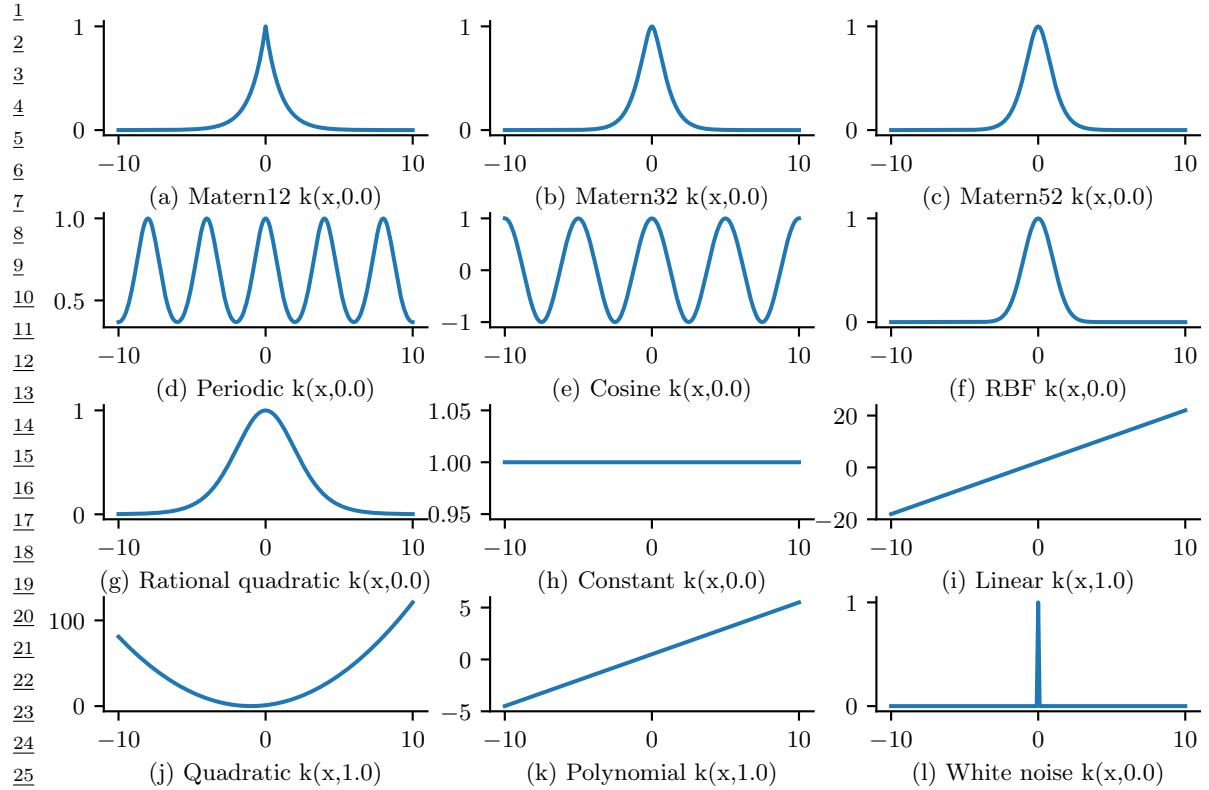 1
2
3
4
5
6
7
8
9
10
11
12
13
14
15
16
17
18
19
20
21
22
23
24
25
1
0
−10 0 10
(a) Matern12 k(x,0.0)
1
0
−10 0 10
(b) Matern32 k(x,0.0)
1
0
−10 0 10
(c) Matern52 k(x,0.0)
1.0
0.5
−10 0 10
(d) Periodic k(x,0.0)
1
0
−1
−10 0 10
(e) Cosine k(x,0.0)
1
0
−10 0 10
(f) RBF k(x,0.0)
1
0
−10 0 10
(g) Rational quadratic k(x,0.0)
1.05
1.00
0.95
−10 0 10
(h) Constant k(x,0.0)
20
0
−20
−10 0 10
(i) Linear k(x,1.0)
100
0
−10 0 10
(j) Quadratic k(x,1.0)
5
0
−5
−10 0 10
(k) Polynomial k(x,1.0)
1
0
−10 0 10
(l) White noise k(x,0.0)